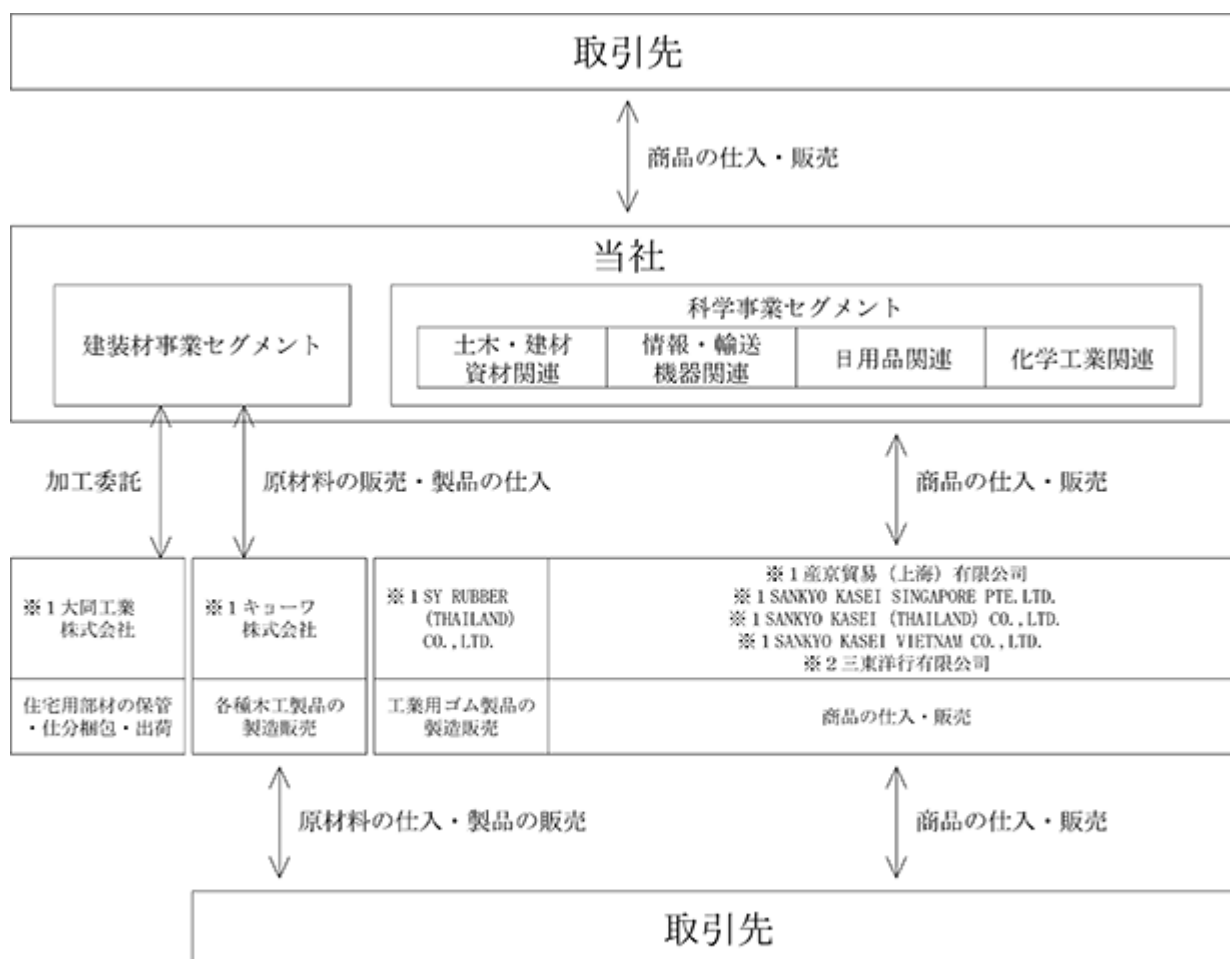 取引先
商品の仕入・販売
当社
建装材事業セグメント
科学事業セグメント
土木・建材
資材関連
情報・輸送
機器関連
日用品関連
化学工業関連
加工委託
原材料の販売・製品の仕入
商品の仕入・販売
※1大同工業
株式会社
※1キョーワ
株式会社
※1 SY RUBBER
(THAILAND)
CO.,LTD.
※1産京貿易（上海）有限公司
※1 SANKYO KASEI SINGAPORE PTE.LTD.
※1 SANKYO KASEI (THAILAND) CO.,LTD.
※1 SANKYO KASEI VIETNAM CO.,LTD.
※2三東洋行有限公司
住宅用部材の保管
・仕分梱包・出荷
各種木工製品の
製造販売
工業用ゴム製品の
製造販売
商品の仕入・販売
原材料の仕入・製品の販売
商品の仕入・販売
取引先